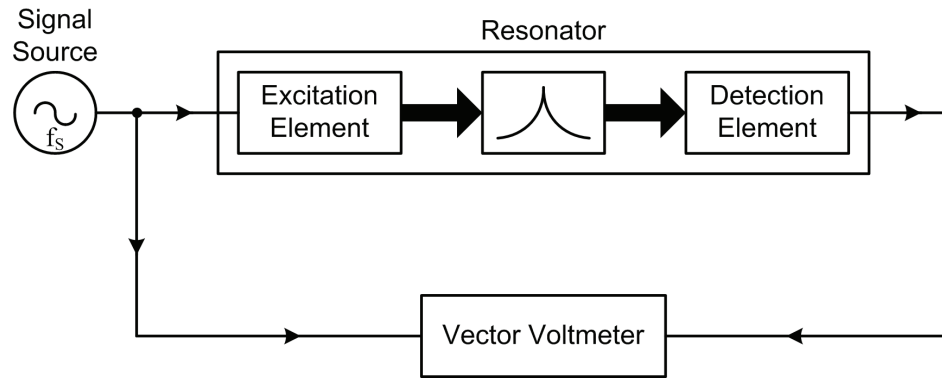 Signal
Source
f_S
Resonator
Excitation
Element
Detection
Element
Vector Voltmeter